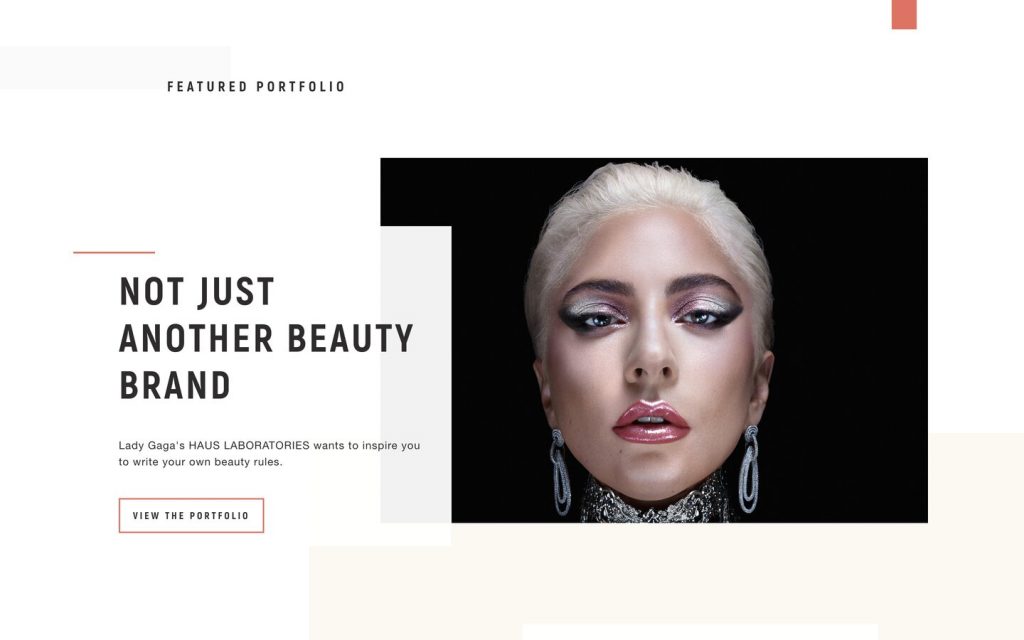 FEATURED PORTFOLIO
NOT JUST
ANOTHER BEAUTY
BRAND
Lady Gaga's HAUS LABORATORIES wants to inspire you
to write your own beauty rules.
VIEW THE PORTFOLIO